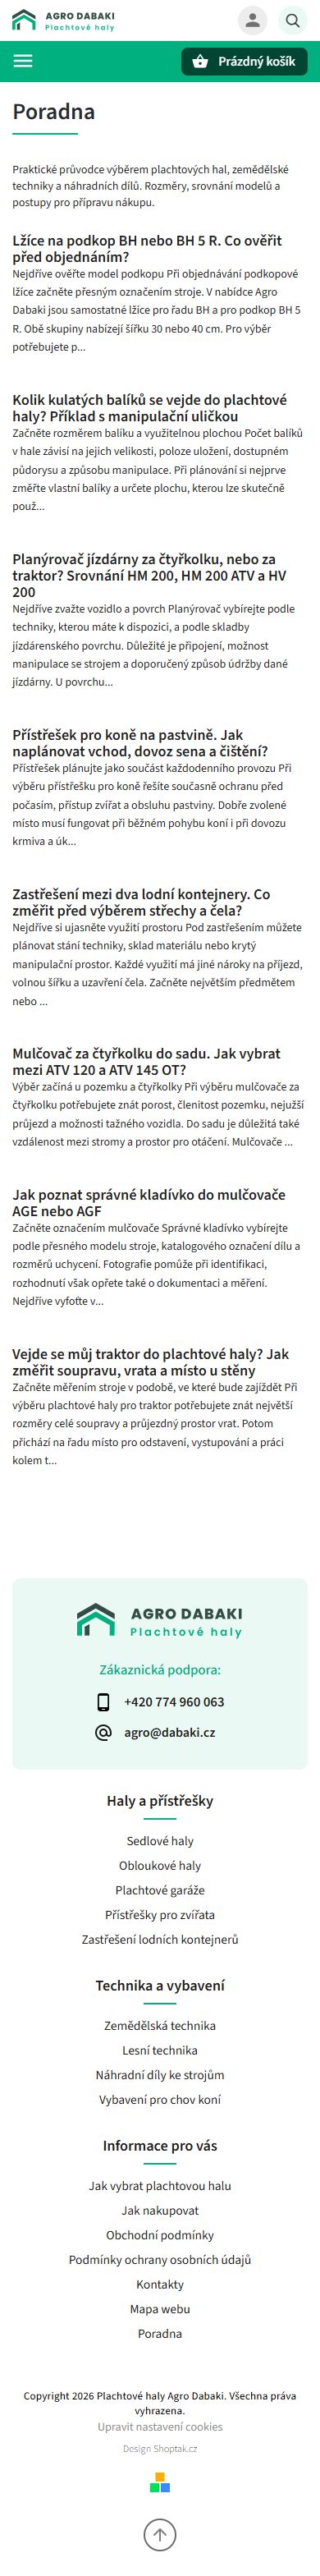 AGRO DABAKI
Plachtové haly
Prázdný košík
Poradna
Praktické průvodce výběrem plachtových hal, zemědělské
techniky a náhradních dílů. Rozměry, srovnání modelů a
postupy pro přípravu nákupu.
Lžíce na podkop BH nebo BH 5 R. Co ověřit
před objednáním?
Nejdříve ověřte model podkopu Při objednávání podkopové
lžíce začněte přesným označením stroje. V nabídce Agro
Dabaki jsou samostatné lžíce pro řadu BH a pro podkop BH 5
R. Obě skupiny nabízejí šířku 30 nebo 40 cm. Pro výběr
potřebujete p...
Kolik kulatých balíků se vejde do plachtové
haly? Příklad s manipulační uličkou
Začněte rozměrem balíku a využitelnou plochou Počet balíků
v hale závisí na jejich velikosti, poloze uložení, dostupném
půdorysu a způsobu manipulace. Při plánování si nejprve
změřte vlastní balíky a určete plochu, kterou lze skutečně
použ...
Planýrovač jízdárny za čtyřkolku, nebo za
traktor? Srovnání HM 200, HM 200 ATV a HV
200
Nejdříve zvažte vozidlo a povrch Planýrovač vybírejte podle
techniky, kterou máte k dispozici, a podle skladby
jízdárenského povrchu. Důležité je připojení, možnost
manipulace se strojem a doporučený způsob údržby dané
jízdárny. U povrchu...
Přístřešek pro koně na pastvině. Jak
naplánovat vchod, dovoz sena a čištění?
Přístřešek plánujte jako součást každodenního provozu Při
výběru přístřešku pro koně řešíte současně ochranu před
počasím, přístup zvířat a obsluhu pastviny. Dobře zvolené
místo musí fungovat při běžném pohybu koní i při dovozu
krmiva a úk...
Zastřešení mezi dva lodní kontejnery. Co
změřit před výběrem střechy a čela?
Nejdříve si ujasněte využití prostoru Pod zastřešením můžete
plánovat stání techniky, sklad materiálu nebo krytý
manipulační prostor. Každé využití má jiné nároky na příjezd,
volnou šířku a uzavření čela. Začněte největším předmětem
nebo ...
Mulčovač za čtyřkolku do sadu. Jak vybrat
mezi ATV 120 a ATV 145 OT?
Výběr začíná u pozemku a čtyřkolky Při výběru mulčovače za
čtyřkolku potřebujete znát porost, členitost pozemku, nejužší
průjezd a možnosti tažného vozidla. Do sadu je důležitá také
vzdálenost mezi stromy a prostor pro otáčení. Mulčovače ...
Jak poznat správné kladívko do mulčovače
AGE nebo AGF
Začněte označením mulčovače Správné kladívko vybírejte
podle přesného modelu stroje, katalogového označení dílu a
rozměrů uchycení. Fotografie pomůže při identifikaci,
rozhodnutí však opřete také o dokumentaci a měření.
Nejdříve vyfoťte v...
Vejde se můj traktor do plachtové haly? Jak
změřit soupravu, vrata a místo u stěny
Začněte měřením stroje v podobě, ve které bude zajíždět Při
výběru plachtové haly pro traktor potřebujete znát největší
rozměry celé soupravy a průjezdný prostor vrat. Potom
přichází na řadu místo pro odstavení, vystupování a práci
kolem t...
AGRO DABAKI
Plachtové haly
Zákaznická podpora:
+420 774 960 063
agro@dabaki.cz
Haly a přístřešky
Sedlové haly
Obloukové haly
Plachtové garáže
Přístřešky pro zvířata
Zastřešení lodních kontejnerů
Technika a vybavení
Zemědělská technika
Lesní technika
Náhradní díly ke strojům
Vybavení pro chov koní
Informace pro vás
Jak vybrat plachtovou halu
Jak nakupovat
Obchodní podmínky
Podmínky ochrany osobních údajů
Kontakty
Mapa webu
Poradna
Copyright 2026 Plachtové haly Agro Dabaki. Všechna práva
vyhrazena.
Upravit nastavení cookies
Design Shoptak.cz